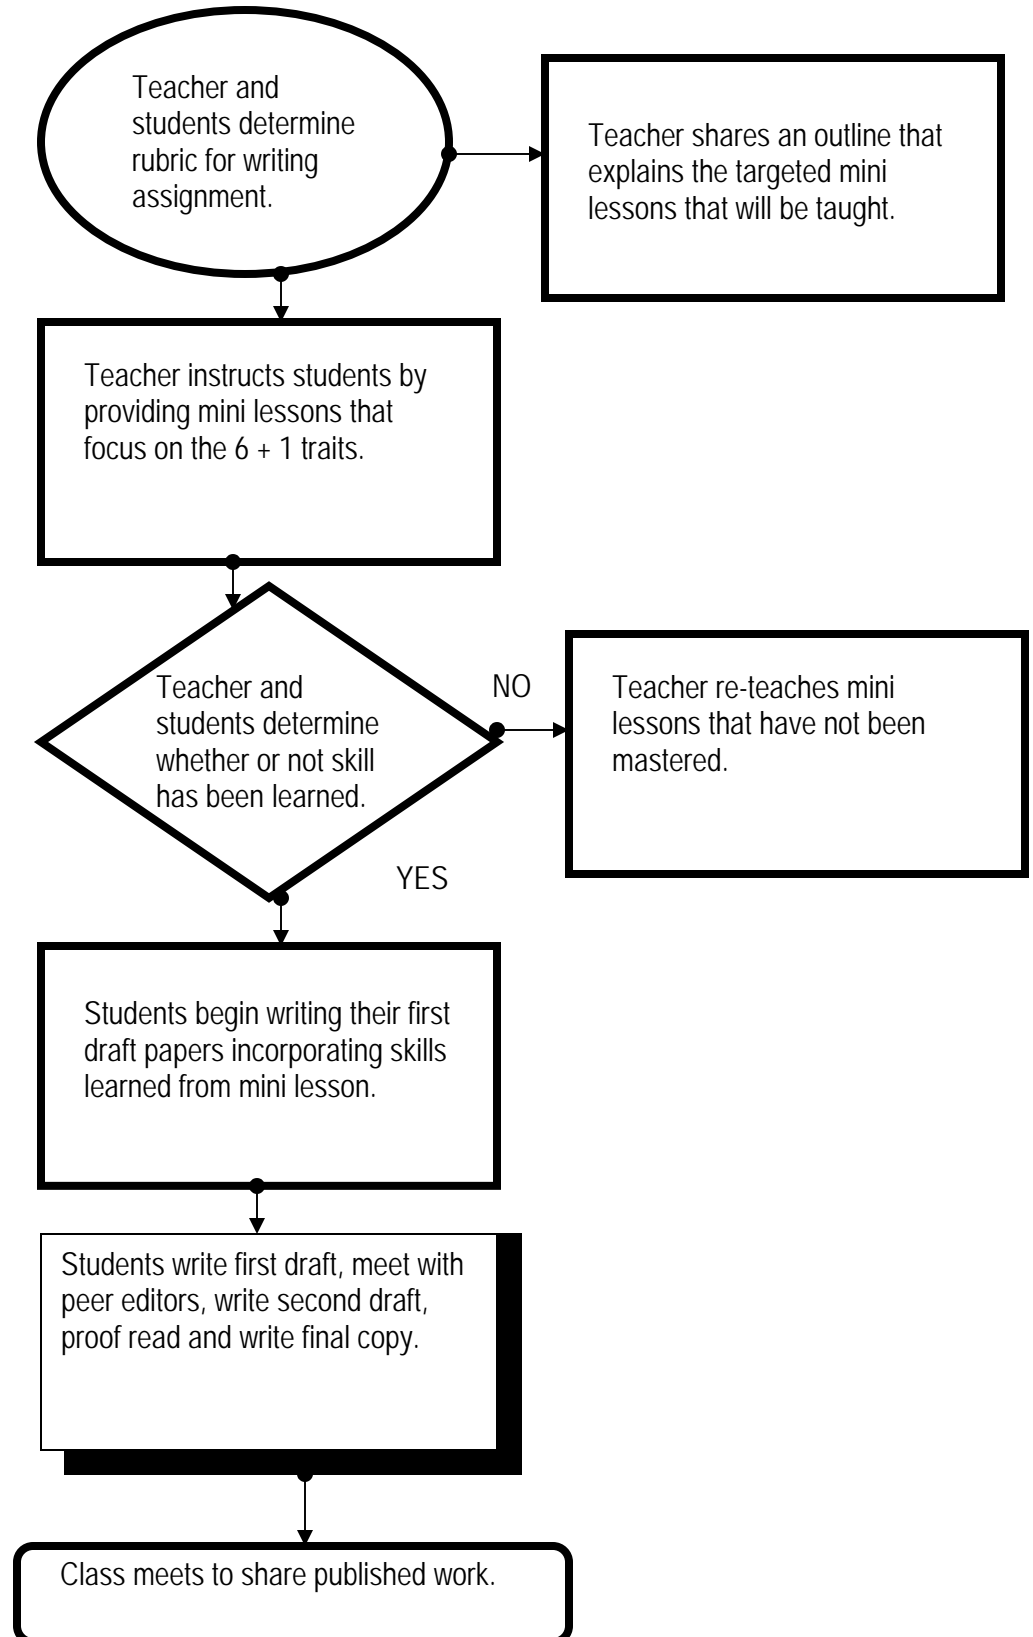 Teacher and
students determine
rubric for writing
assignment.
Teacher shares an outline that
explains the targeted mini
lessons that will be taught.
Teacher instructs students by
providing mini lessons that
focus on the 6 + 1 traits.
Teacher and
students determine
whether or not skill
has been learned.
NO
Teacher re-teaches mini
lessons that have not been
mastered.
YES
Students begin writing their first
draft papers incorporating skills
learned from mini lesson.
Students write first draft, meet with
peer editors, write second draft,
proof read and write final copy.
Class meets to share published work.